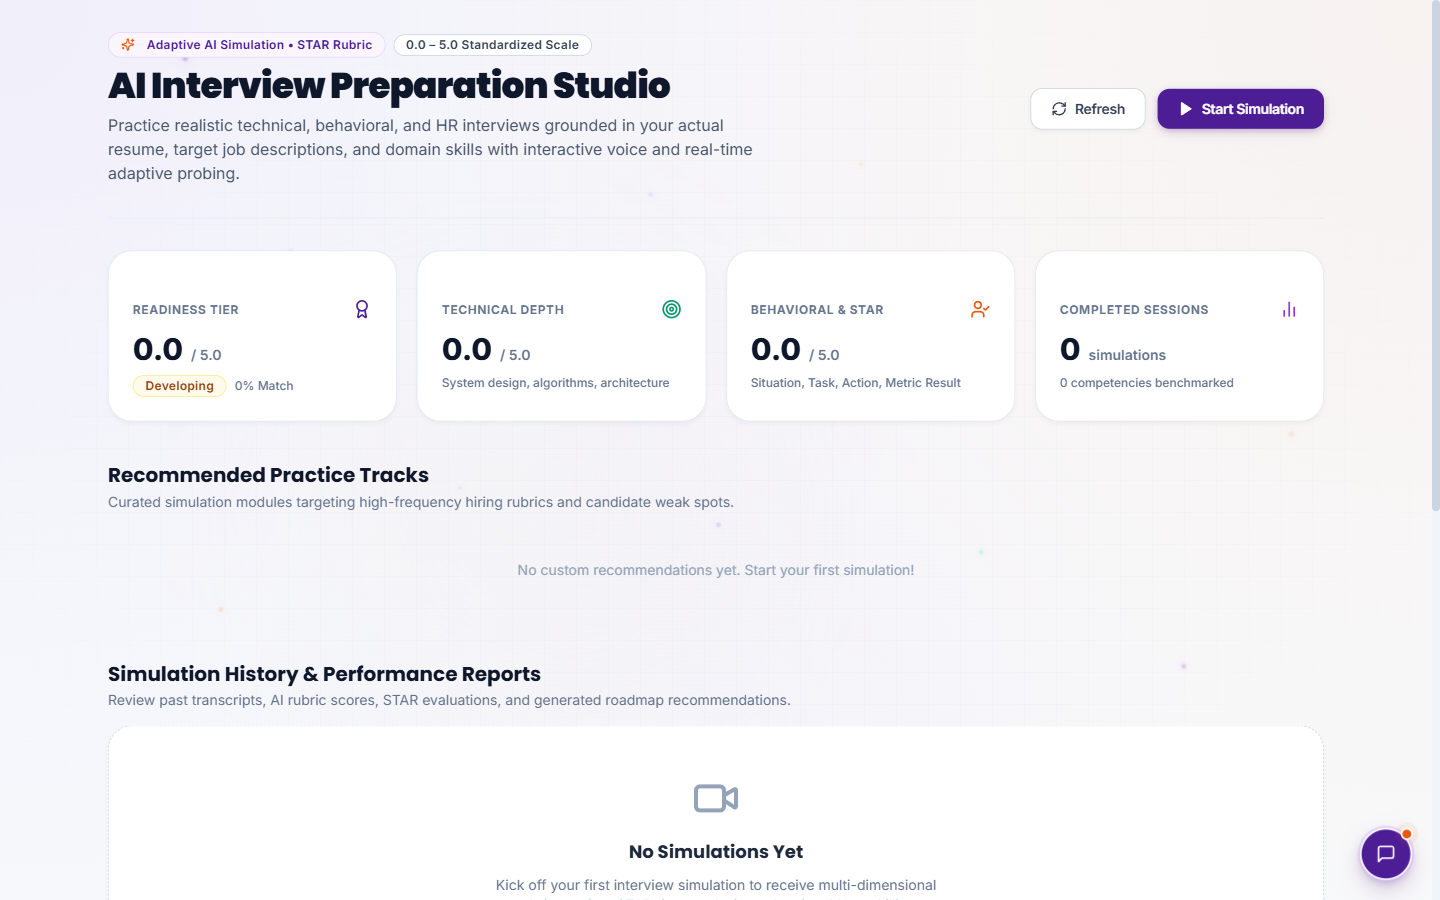 Adaptive AI Simulation • STAR Rubric
0.0 – 5.0 Standardized Scale
AI Interview Preparation Studio
Practice realistic technical, behavioral, and HR interviews grounded in your actual
resume, target job descriptions, and domain skills with interactive voice and real-time
adaptive probing.
Refresh
Start Simulation
READINESS TIER
0.0 / 5.0
Developing 0% Match
TECHNICAL DEPTH
0.0 / 5.0
System design, algorithms, architecture
BEHAVIORAL & STAR
0.0 / 5.0
Situation, Task, Action, Metric Result
COMPLETED SESSIONS
0 simulations
0 competencies benchmarked
Recommended Practice Tracks
Curated simulation modules targeting high-frequency hiring rubrics and candidate weak spots.
No custom recommendations yet. Start your first simulation!
Simulation History & Performance Reports
Review past transcripts, AI rubric scores, STAR evaluations, and generated roadmap recommendations.
No Simulations Yet
Kick off your first interview simulation to receive multi-dimensional